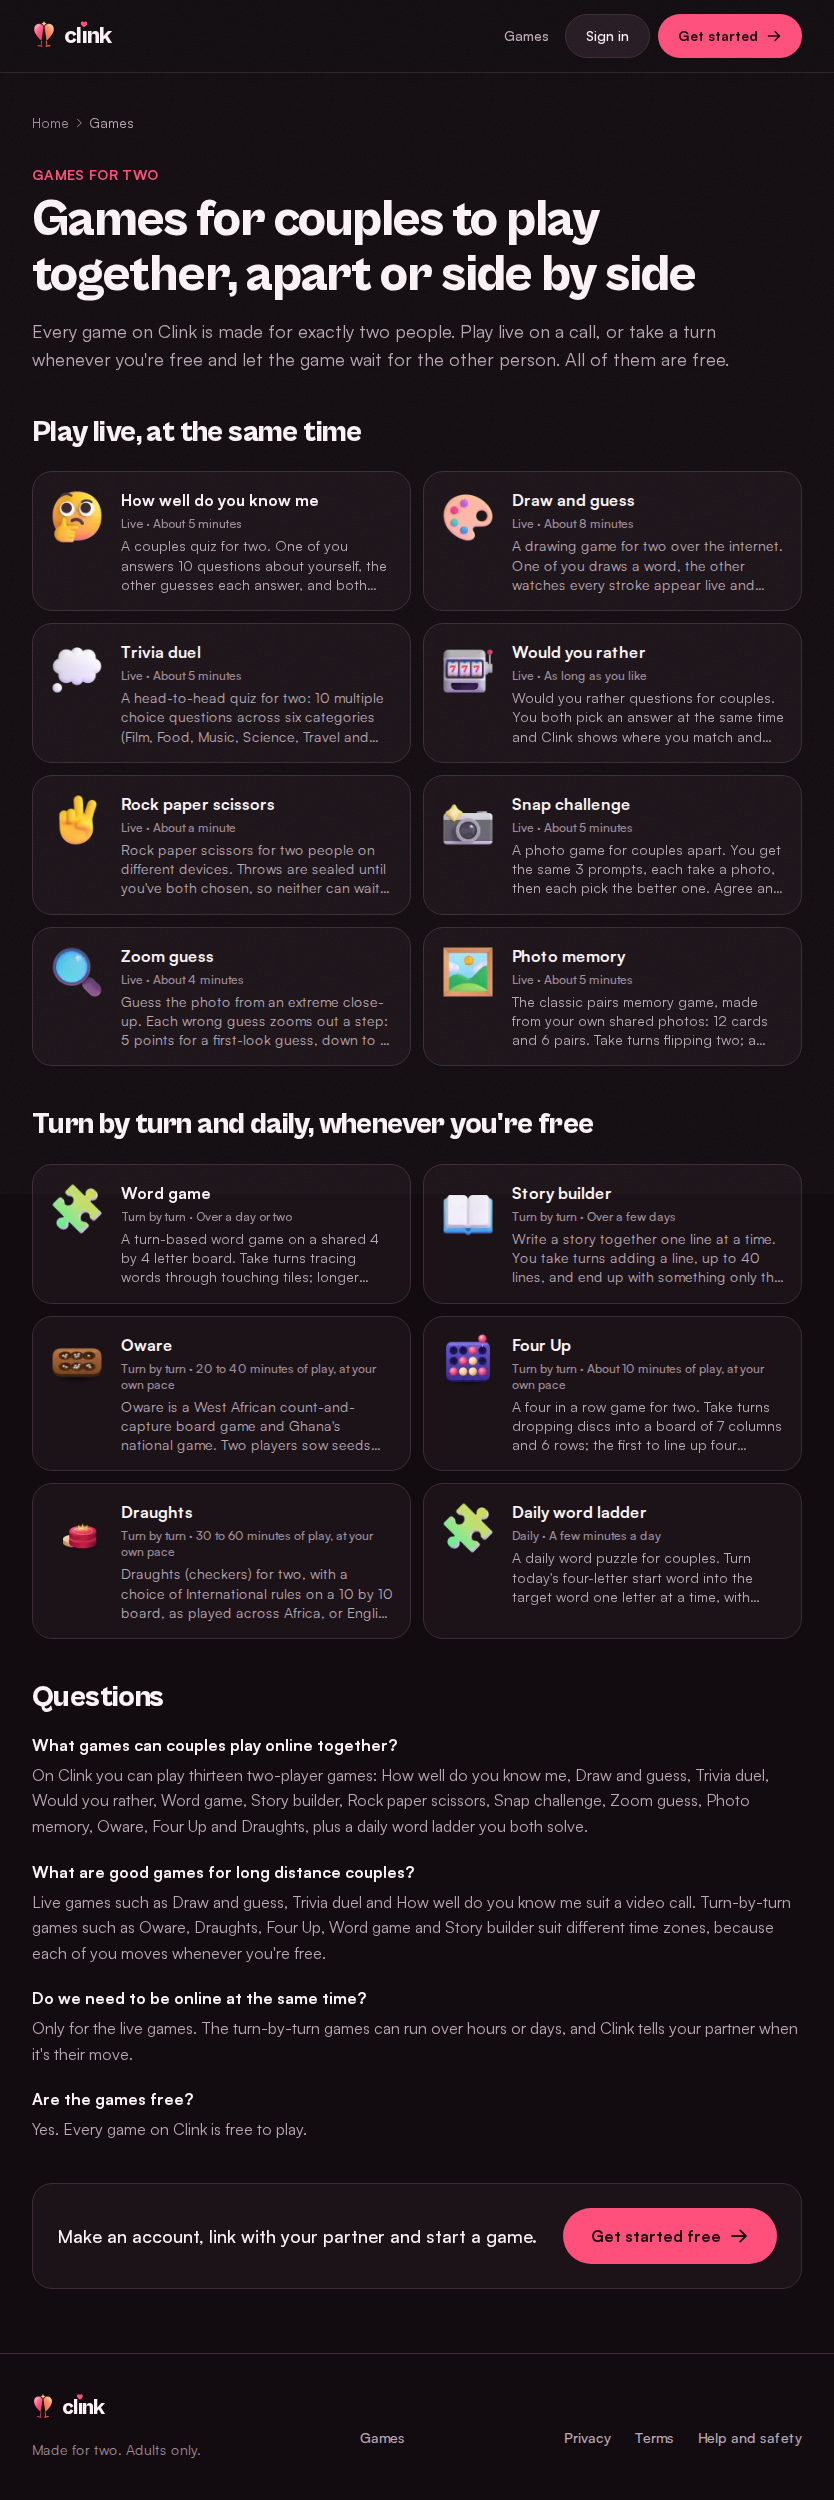 clink
Games
Sign in
Get started →
Home > Games
GAMES FOR TWO
Games for couples to play
together, apart or side by side
Every game on Clink is made for exactly two people. Play live on a call, or take a turn
whenever you're free and let the game wait for the other person. All of them are free.
Play live, at the same time
How well do you know me
Live · About 5 minutes
A couples quiz for two. One of you
answers 10 questions about yourself, the
other guesses each answer, and both…
Draw and guess
Live · About 8 minutes
A drawing game for two over the internet.
One of you draws a word, the other
watches every stroke appear live and…
Trivia duel
Live · About 5 minutes
A head-to-head quiz for two: 10 multiple
choice questions across six categories
(Film, Food, Music, Science, Travel and…
777
Would you rather
Live · As long as you like
Would you rather questions for couples.
You both pick an answer at the same time
and Clink shows where you match and…
Rock paper scissors
Live · About a minute
Rock paper scissors for two people on
different devices. Throws are sealed until
you've both chosen, so neither can wait…
Snap challenge
Live · About 5 minutes
A photo game for couples apart. You get
the same 3 prompts, each take a photo,
then each pick the better one. Agree an…
Zoom guess
Live · About 4 minutes
Guess the photo from an extreme close-
up. Each wrong guess zooms out a step:
5 points for a first-look guess, down to …
Photo memory
Live · About 5 minutes
The classic pairs memory game, made
from your own shared photos: 12 cards
and 6 pairs. Take turns flipping two; a…
Turn by turn and daily, whenever you're free
Word game
Turn by turn · Over a day or two
A turn-based word game on a shared 4
by 4 letter board. Take turns tracing
words through touching tiles; longer…
Story builder
Turn by turn · Over a few days
Write a story together one line at a time.
You take turns adding a line, up to 40
lines, and end up with something only th…
Oware
Turn by turn · 20 to 40 minutes of play, at your
own pace
Oware is a West African count-and-
capture board game and Ghana's
national game. Two players sow seeds…
Four Up
Turn by turn · About 10 minutes of play, at your
own pace
A four in a row game for two. Take turns
dropping discs into a board of 7 columns
and 6 rows; the first to line up four…
Draughts
Turn by turn · 30 to 60 minutes of play, at your
own pace
Draughts (checkers) for two, with a
choice of International rules on a 10 by 10
board, as played across Africa, or Engli…
Daily word ladder
Daily · A few minutes a day
A daily word puzzle for couples. Turn
today's four-letter start word into the
target word one letter at a time, with…
Questions
What games can couples play online together?
On Clink you can play thirteen two-player games: How well do you know me, Draw and guess, Trivia duel,
Would you rather, Word game, Story builder, Rock paper scissors, Snap challenge, Zoom guess, Photo
memory, Oware, Four Up and Draughts, plus a daily word ladder you both solve.
What are good games for long distance couples?
Live games such as Draw and guess, Trivia duel and How well do you know me suit a video call. Turn-by-turn
games such as Oware, Draughts, Four Up, Word game and Story builder suit different time zones, because
each of you moves whenever you're free.
Do we need to be online at the same time?
Only for the live games. The turn-by-turn games can run over hours or days, and Clink tells your partner when
it's their move.
Are the games free?
Yes. Every game on Clink is free to play.
Make an account, link with your partner and start a game.
Get started free →
clink
Made for two. Adults only.
Games
Privacy
Terms
Help and safety